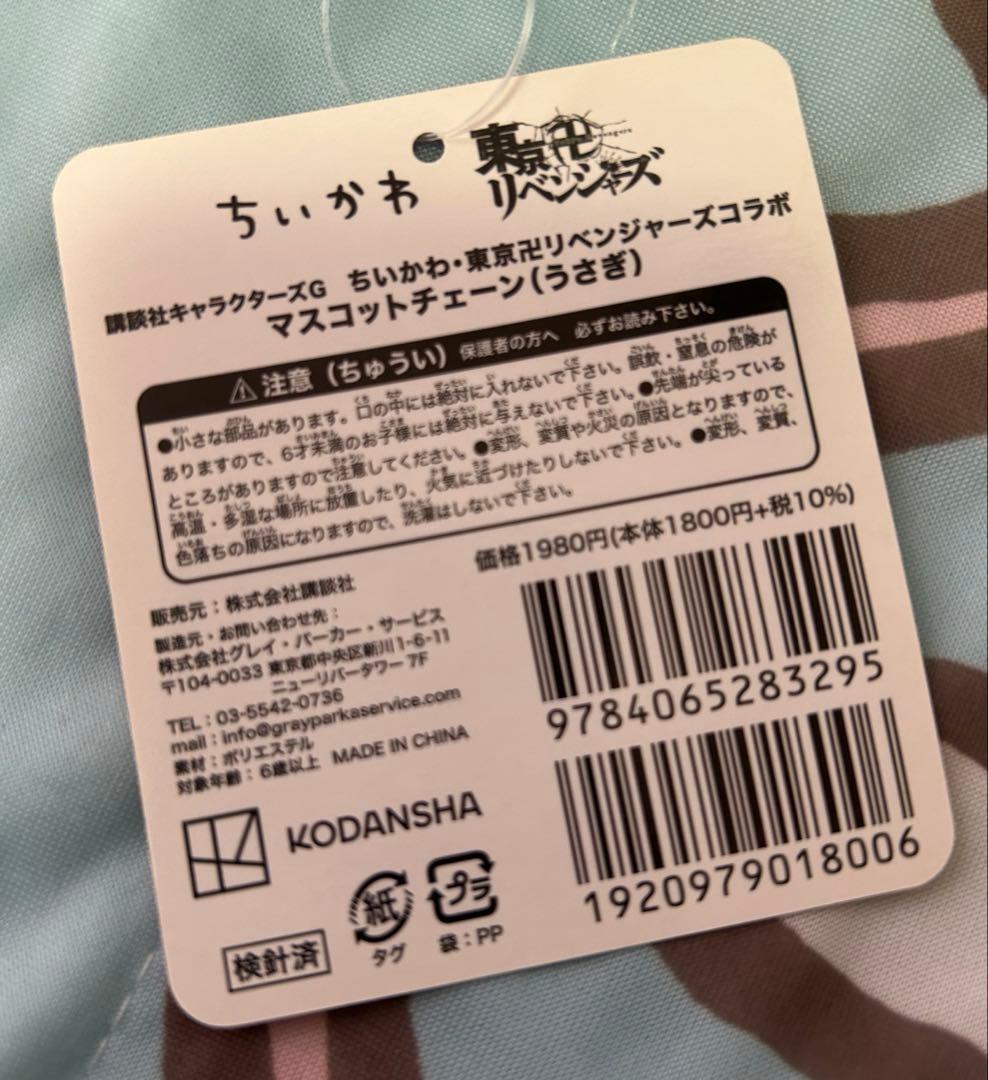 ちいかわ
東京卍リベンジャーズ
講談社キャラクターズG ちいかわ・東京卍リベンジャーズコラボ
マスコットチェーン(うさぎ)
注意(ちゅうい) 保護者の方へ 必ずお読み下さい。
●小さな部品があります。口の中には絶対に入れないで下さい。誤飲・窒息の危険が
ありますので、6才未満のお子様には絶対に与えないで下さい。●先端が尖っている
ところがありますので注意してください。●変形、変質や火災の原因となりますので、
高温・多湿な場所に放置したり、火気に近づけたりしないで下さい。●変形、変質、
色落ちの原因になりますので、洗濯はしないで下さい。
価格1980円(本体1800円+税10%)
販売元:株式会社講談社
製造元・お問い合わせ先:
株式会社グレイ・パーカー・サービス
〒104-0033 東京都中央区新川1-6-11
ニューリバータワー 7F
TEL:03-5542-0736
mail:info@grayparkaservice.com
素材:ポリエステル
対象年齢:6歳以上 MADE IN CHINA
9784065283295
1920979018006
KODANSHA
検針済
紙
タグ
プラ
袋:PP